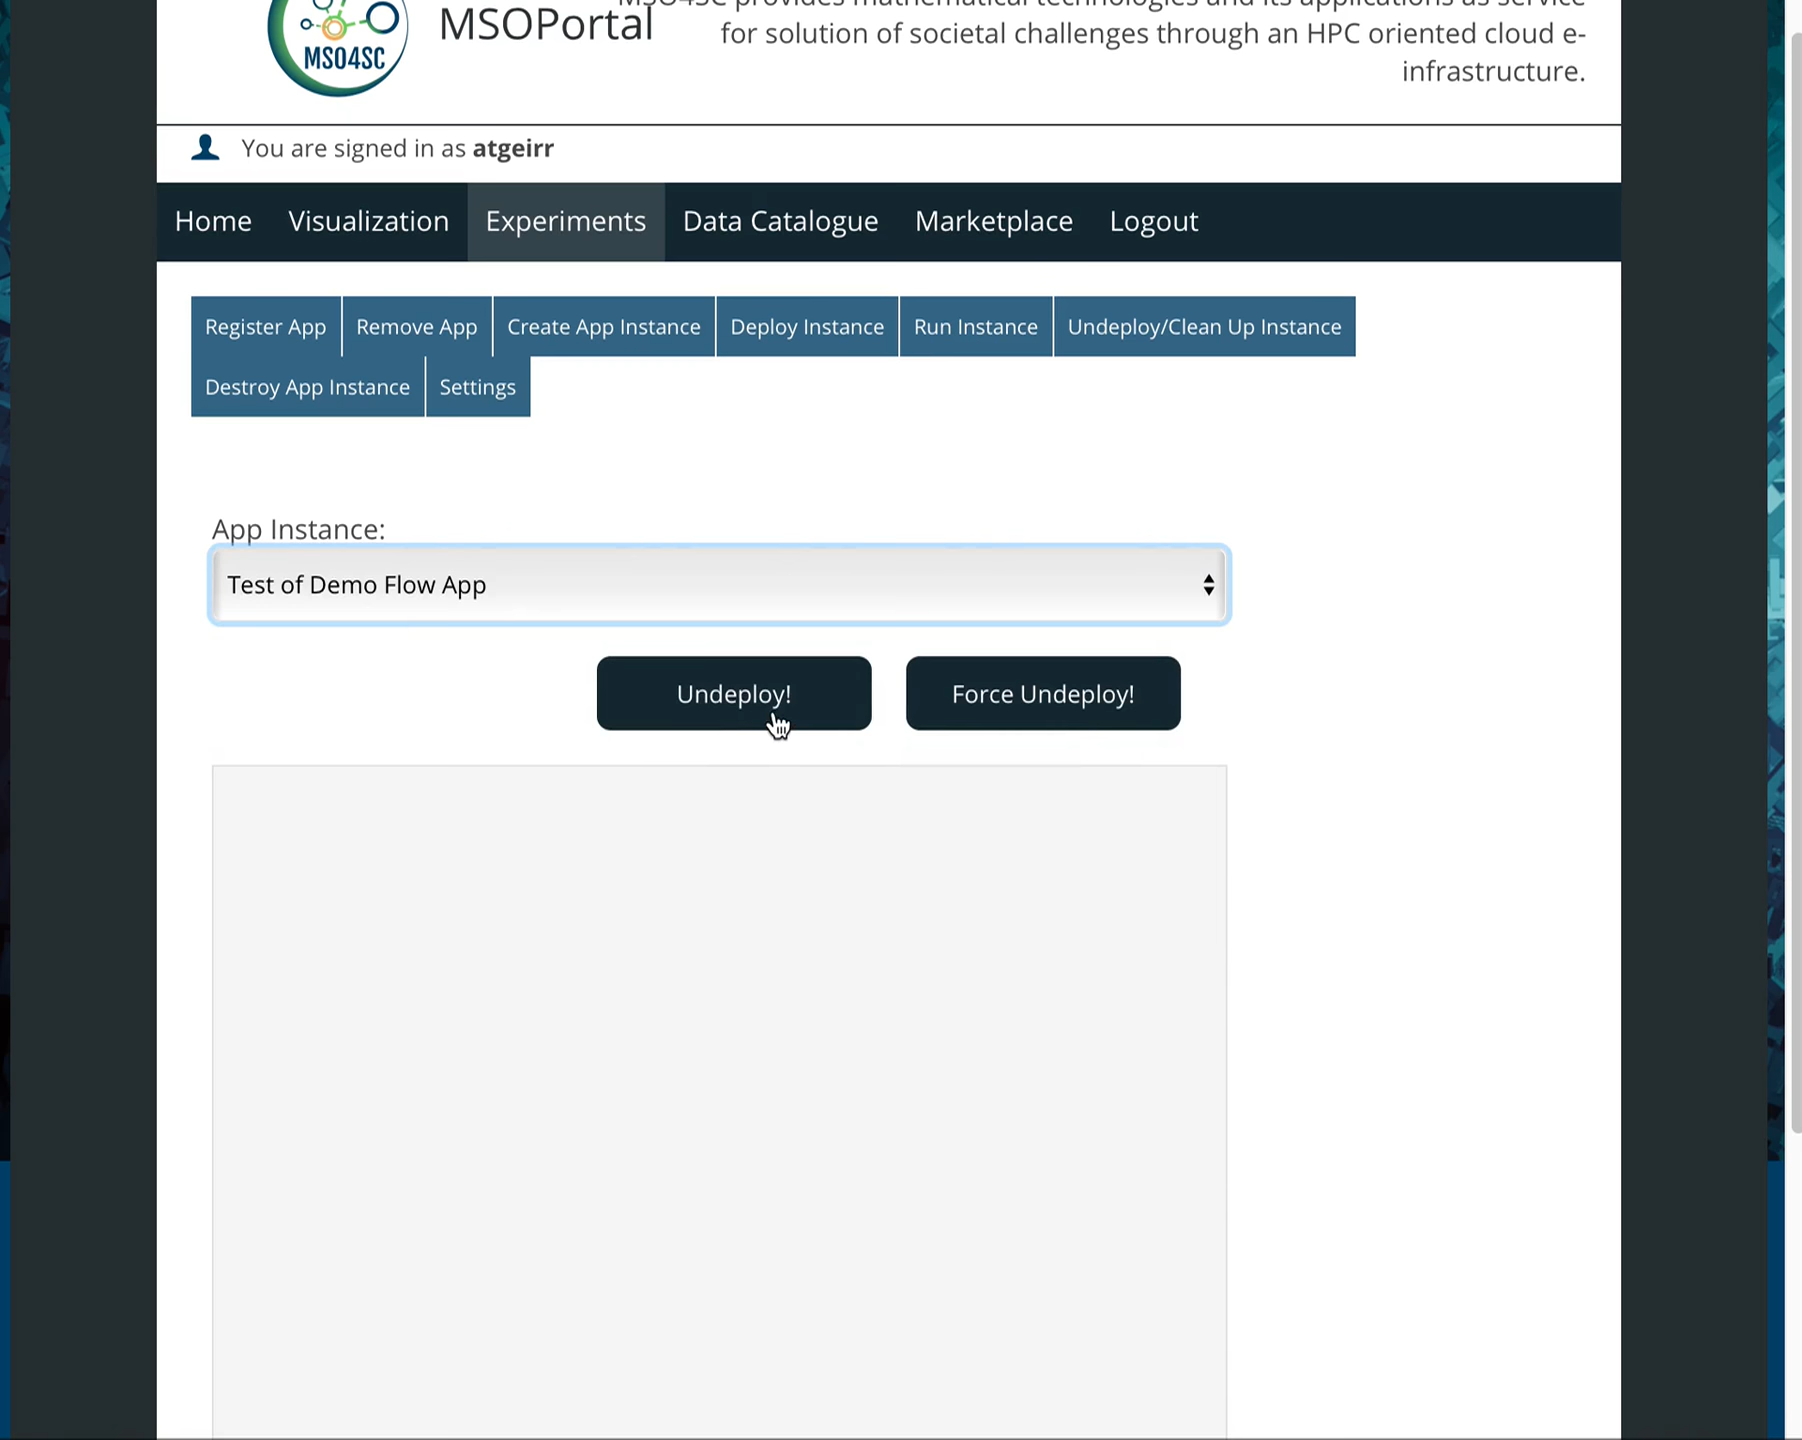 MSO4SC provides mathematical technologies and its applications as service
MSO4SC
MSOPortal
for solution of societal challenges through an HPC oriented cloud e-
infrastructure.
You are signed in as atgeirr
Home Visualization Experiments Data Catalogue Marketplace Logout
Register App Remove App Create App Instance Deploy Instance Run Instance Undeploy/Clean Up Instance
Destroy App Instance Settings
App Instance:
Test of Demo Flow App
Undeploy! Force Undeploy!